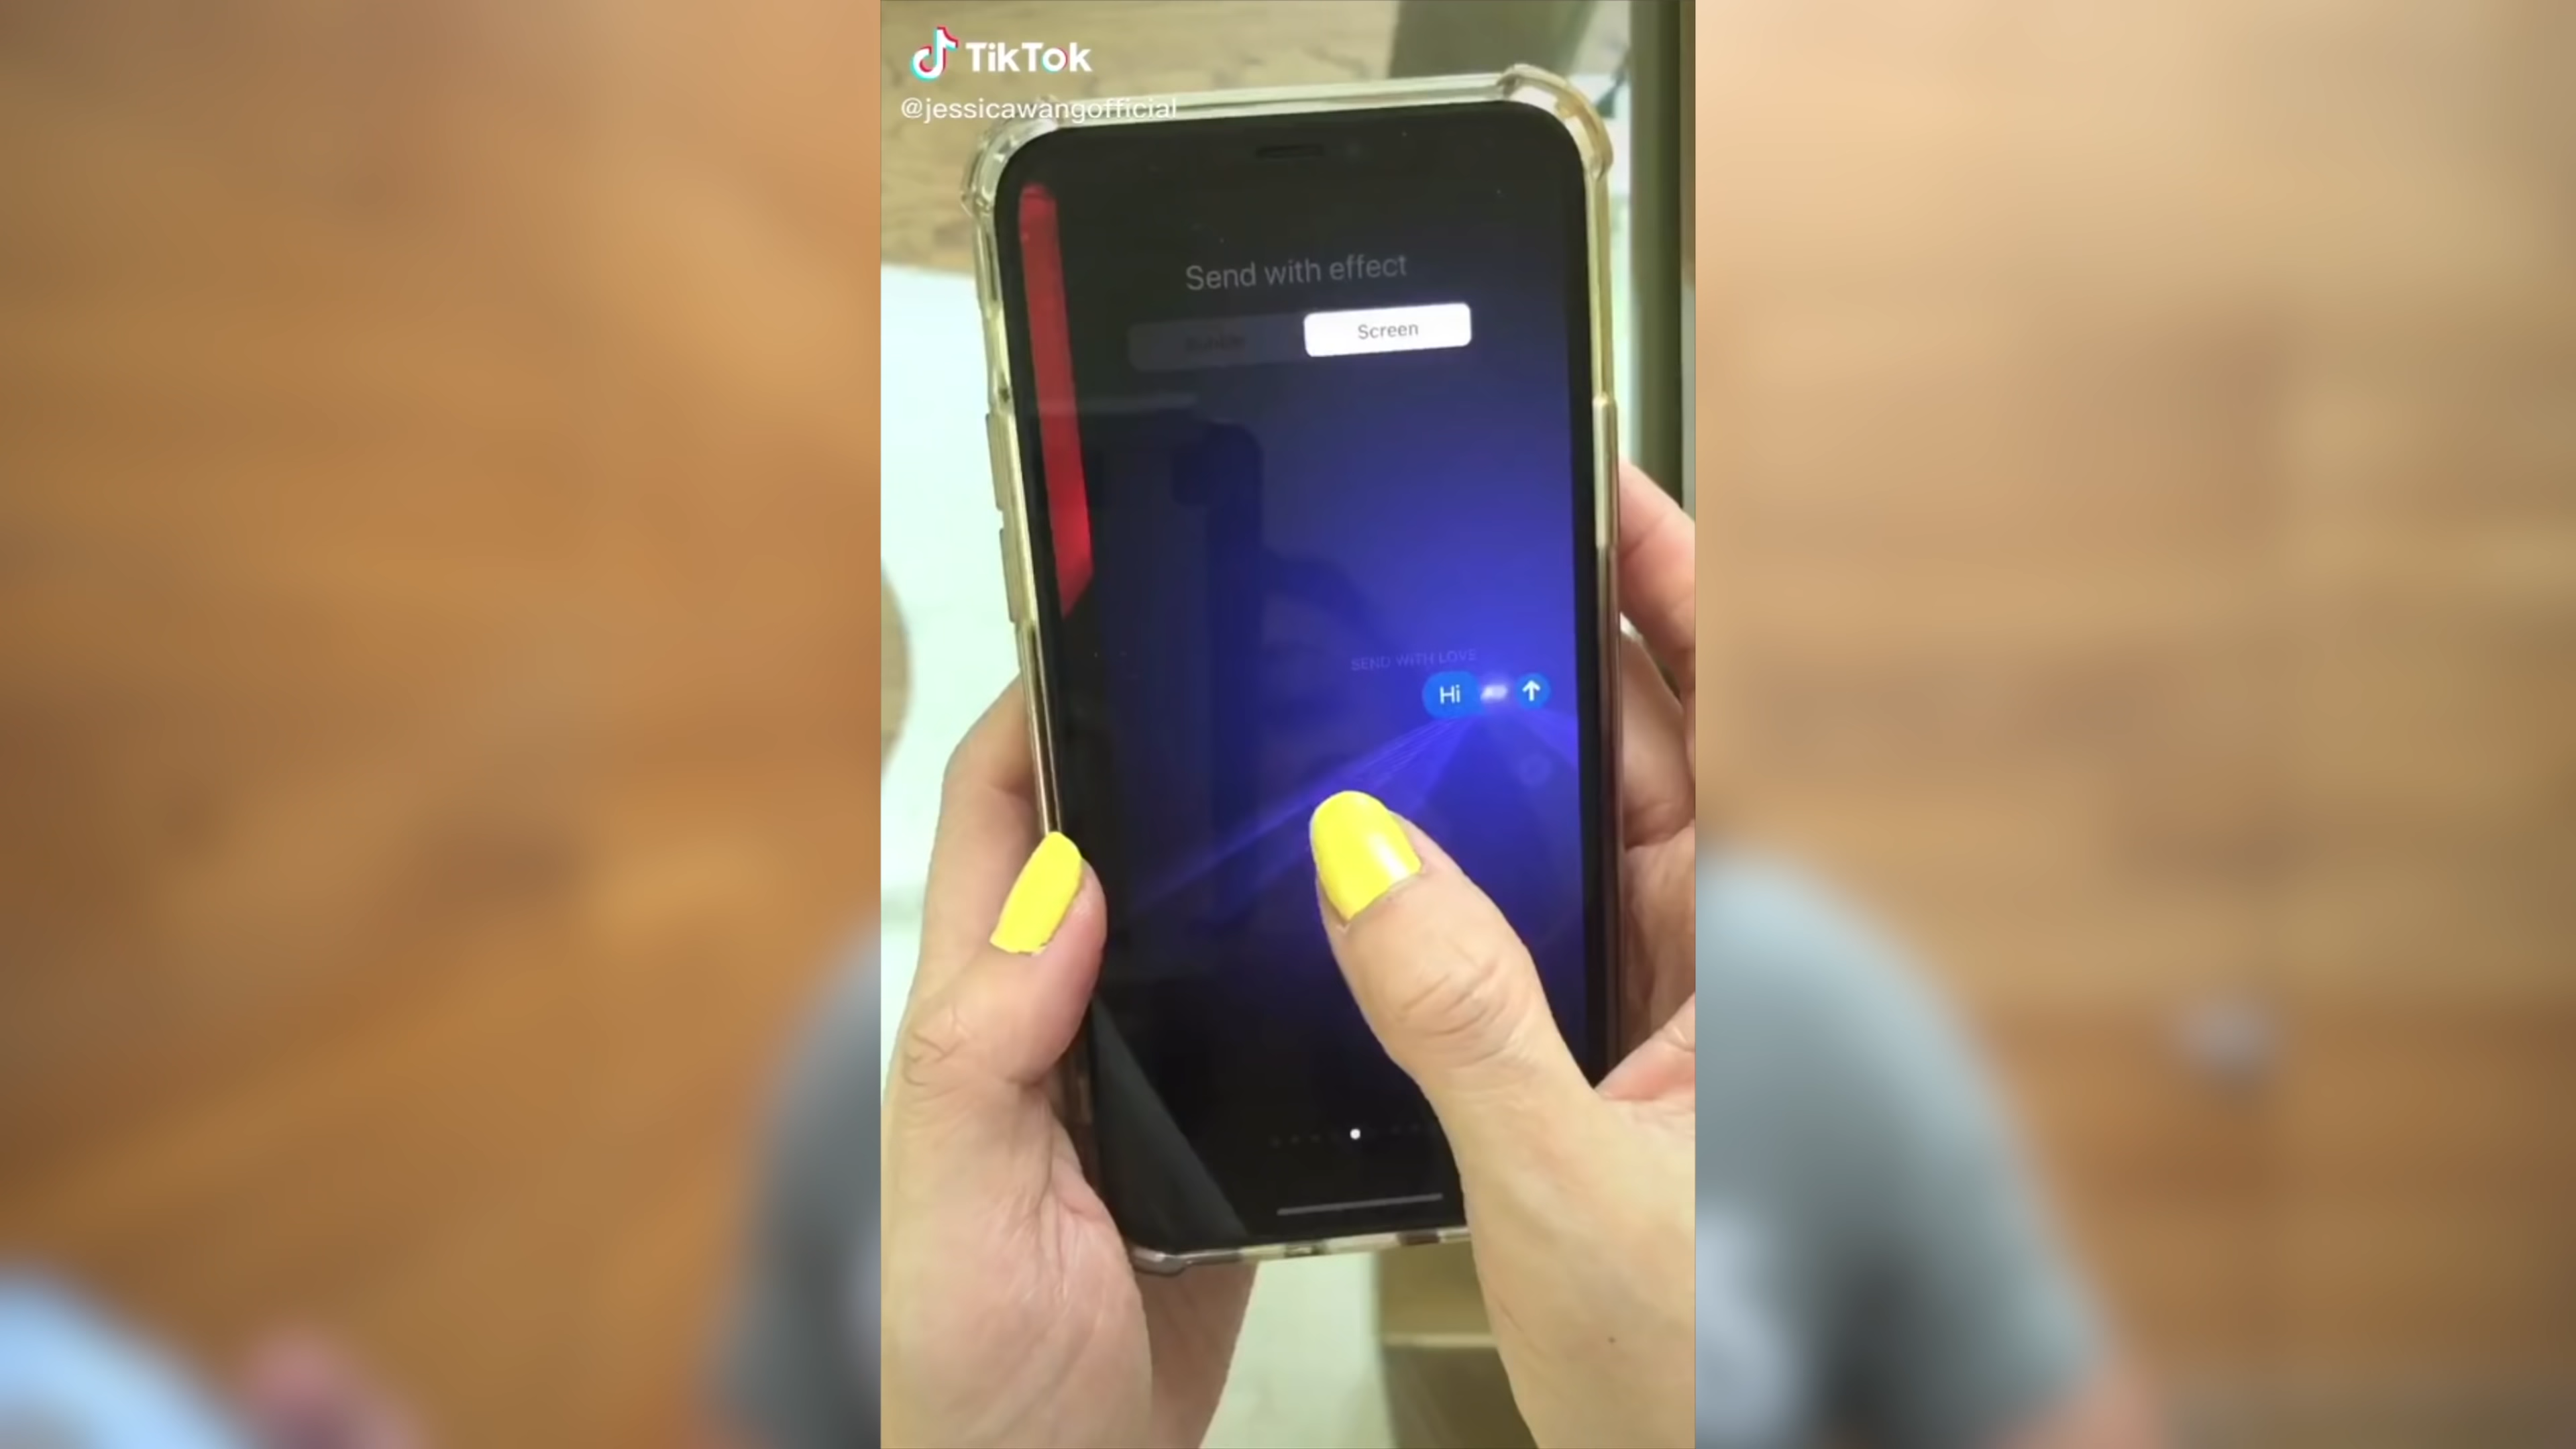 TikTok
@jessicawangofficial
Send with effect
Screen
SEND WITH LOVE
Hi